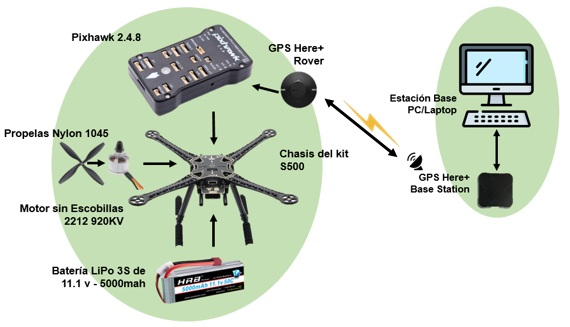 Pixhawk 2.4.8
GPS Here+
Rover
pixhawk
Estación Base
PC/Laptop
Propelas Nylon 1045
Chasis del kit
S500
GPS Here+
Base Station
Motor sin Escobillas
2212 920KV
Batería LiPo 3S de
11.1 v - 5000mah
HRB
5000mAh 11.1v 50C